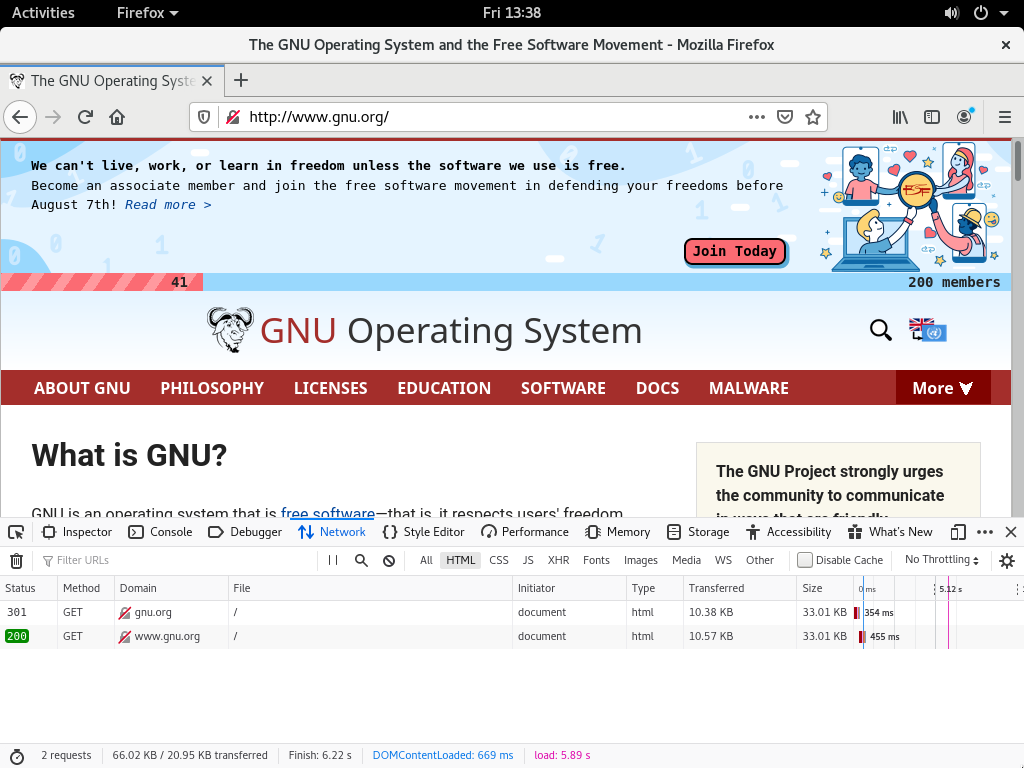 Activities Firefox Fri 13:38
The GNU Operating System and the Free Software Movement - Mozilla Firefox
The GNU Operating Syste
http://www.gnu.org/
We can't live, work, or learn in freedom unless the software we use is free.
Become an associate member and join the free software movement in defending your freedoms before
August 7th! Read more >
Join Today
41 200 members
GNU Operating System
ABOUT GNU PHILOSOPHY LICENSES EDUCATION SOFTWARE DOCS MALWARE More
What is GNU?
The GNU Project strongly urges
the community to communicate
in ways that are friendly
GNU is an operating system that is free software—that is, it respects users' freedom
Inspector Console Debugger Network Style Editor Performance Memory Storage Accessibility What's New
Filter URLs All HTML CSS JS XHR Fonts Images Media WS Other Disable Cache No Throttling
Status Method Domain File Initiator Type Transferred Size 0 ms 5.12 s
301 GET gnu.org / document html 10.38 KB 33.01 KB 354 ms
200 GET www.gnu.org / document html 10.57 KB 33.01 KB 455 ms
2 requests 66.02 KB / 20.95 KB transferred Finish: 6.22 s DOMContentLoaded: 669 ms load: 5.89 s